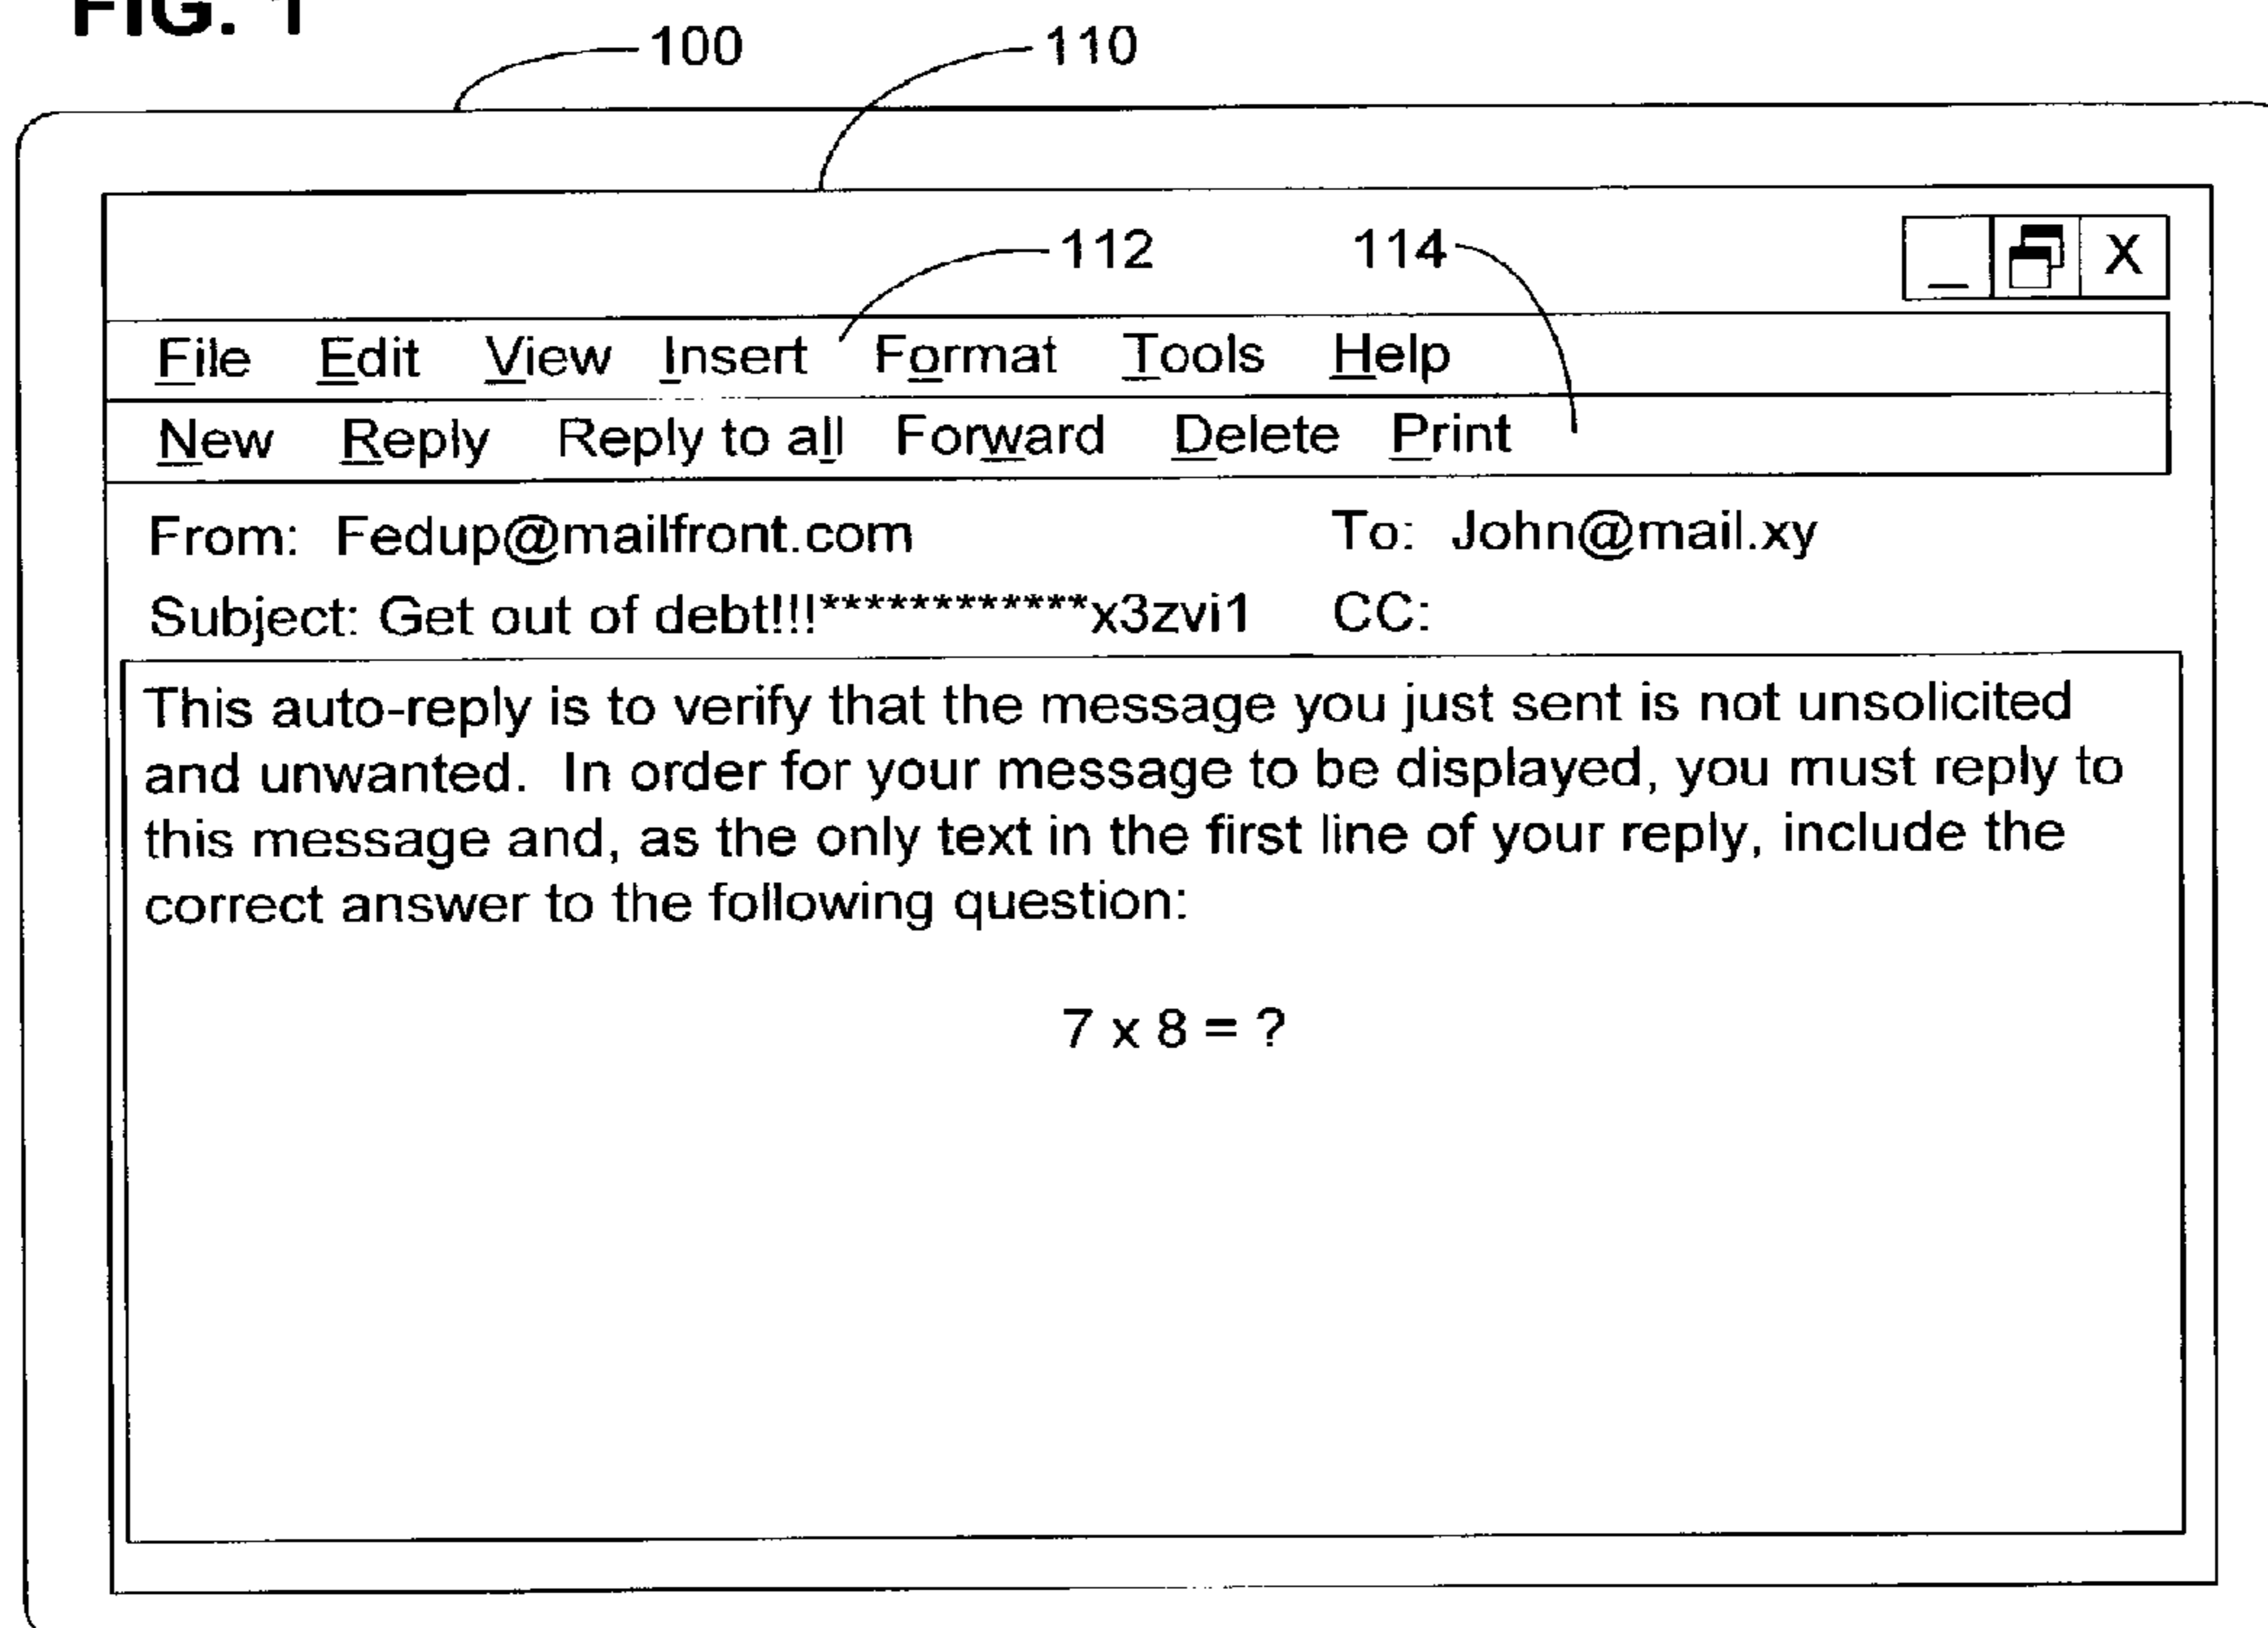 FIG. 1
100 110
112 114
_ X
File Edit View Insert Format Tools Help
New Reply Reply to all Forward Delete Print
From: Fedup@mailfront.com To: John@mail.xy
Subject: Get out of debt!!!************x3zvi1 CC:
This auto-reply is to verify that the message you just sent is not unsolicited
and unwanted. In order for your message to be displayed, you must reply to
this message and, as the only text in the first line of your reply, include the
correct answer to the following question:
7 x 8 = ?